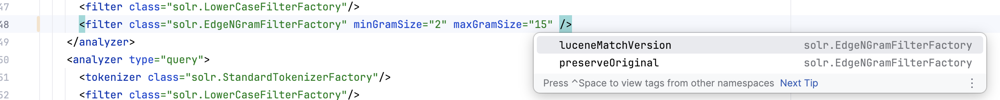 47 <filter class="solr.LowerCaseFilterFactory"/>
48 <filter class="solr.EdgeNGramFilterFactory" minGramSize="2" maxGramSize="15" />
49 </analyzer>
luceneMatchVersion solr.EdgeNGramFilterFactory
50 <analyzer type="query">
preserveOriginal solr.EdgeNGramFilterFactory
51 <tokenizer class="solr.StandardTokenizerFactory"/>
Press ^Space to view tags from other namespaces Next Tip
52 <filter class="solr.LowerCaseFilterFactory"/>